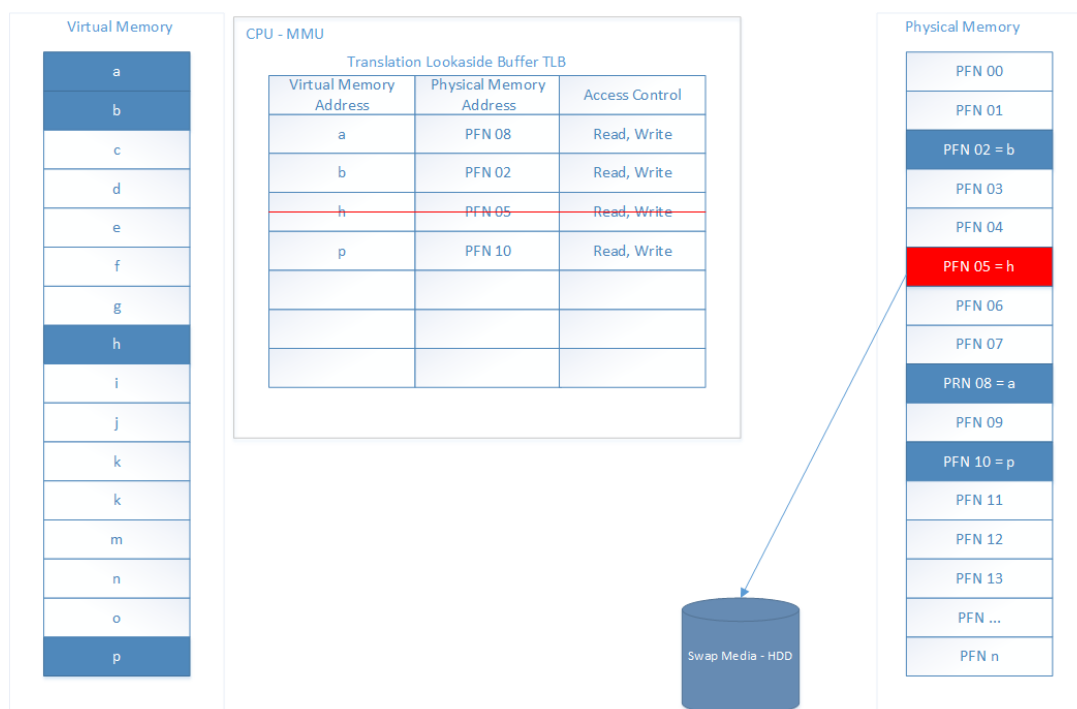 Virtual Memory
a
b
c
d
e
f
g
h
i
j
k
k
m
n
o
p
CPU - MMU
Translation Lookaside Buffer TLB
Virtual Memory
Address
Physical Memory
Address
Access Control
a
PFN 08
Read, Write
b
PFN 02
Read, Write
h
PFN 05
Read, Write
p
PFN 10
Read, Write
Swap Media - HDD
Physical Memory
PFN 00
PFN 01
PFN 02 = b
PFN 03
PFN 04
PFN 05 = h
PFN 06
PFN 07
PRN 08 = a
PFN 09
PFN 10 = p
PFN 11
PFN 12
PFN 13
PFN ...
PFN n